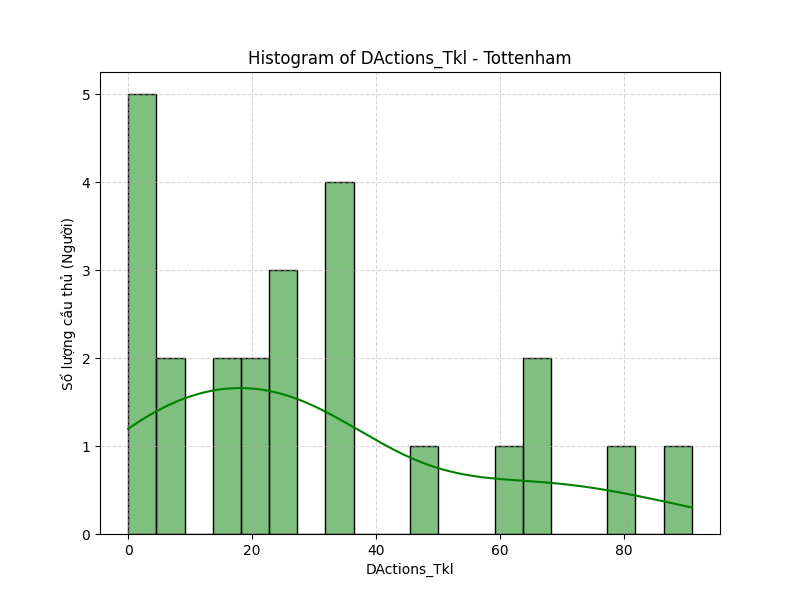 Histogram of DActions_Tkl - Tottenham
Số lượng cầu thủ (Người)
5
4
3
2
1
0
0 20 40 60 80
DActions_Tkl